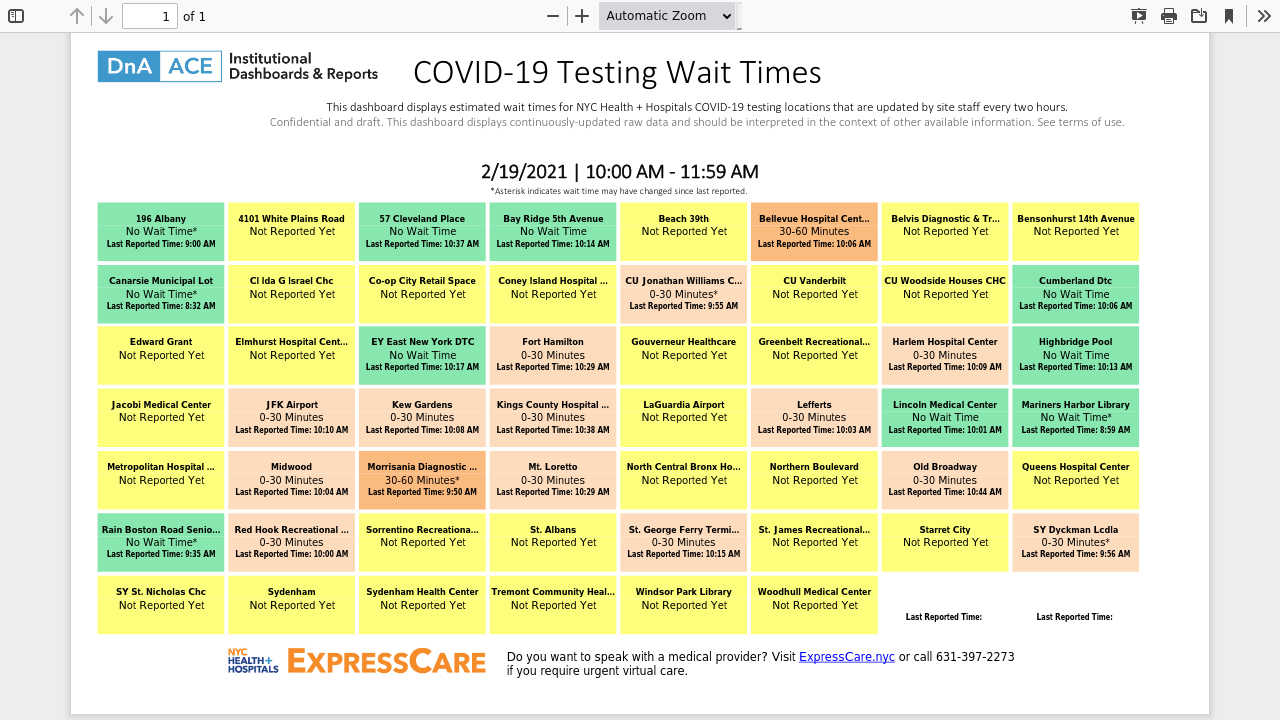 1 of 1 Automatic Zoom
DnA ACE Institutional
Dashboards & Reports
COVID-19 Testing Wait Times
This dashboard displays estimated wait times for NYC Health + Hospitals COVID-19 testing locations that are updated by site staff every two hours.
Confidential and draft. This dashboard displays continuously-updated raw data and should be interpreted in the context of other available information. See terms of use.
2/19/2021 | 10:00 AM - 11:59 AM
*Asterisk indicates wait time may have changed since last reported.
196 Albany
No Wait Time*
Last Reported Time: 9:00 AM
4101 White Plains Road
Not Reported Yet
57 Cleveland Place
No Wait Time
Last Reported Time: 10:37 AM
Bay Ridge 5th Avenue
No Wait Time
Last Reported Time: 10:14 AM
Beach 39th
Not Reported Yet
Bellevue Hospital Cent...
30-60 Minutes
Last Reported Time: 10:06 AM
Belvis Diagnostic & Tr...
Not Reported Yet
Bensonhurst 14th Avenue
Not Reported Yet
Canarsie Municipal Lot
No Wait Time*
Last Reported Time: 8:32 AM
Cl Ida G Israel Chc
Not Reported Yet
Co-op City Retail Space
Not Reported Yet
Coney Island Hospital ...
Not Reported Yet
CU Jonathan Williams C...
0-30 Minutes*
Last Reported Time: 9:55 AM
CU Vanderbilt
Not Reported Yet
CU Woodside Houses CHC
Not Reported Yet
Cumberland Dtc
No Wait Time
Last Reported Time: 10:06 AM
Edward Grant
Not Reported Yet
Elmhurst Hospital Cent...
Not Reported Yet
EY East New York DTC
No Wait Time
Last Reported Time: 10:17 AM
Fort Hamilton
0-30 Minutes
Last Reported Time: 10:29 AM
Gouverneur Healthcare
Not Reported Yet
Greenbelt Recreational...
Not Reported Yet
Harlem Hospital Center
0-30 Minutes
Last Reported Time: 10:09 AM
Highbridge Pool
No Wait Time
Last Reported Time: 10:13 AM
Jacobi Medical Center
Not Reported Yet
JFK Airport
0-30 Minutes
Last Reported Time: 10:10 AM
Kew Gardens
0-30 Minutes
Last Reported Time: 10:08 AM
Kings County Hospital ...
0-30 Minutes
Last Reported Time: 10:38 AM
LaGuardia Airport
Not Reported Yet
Lefferts
0-30 Minutes
Last Reported Time: 10:03 AM
Lincoln Medical Center
No Wait Time
Last Reported Time: 10:01 AM
Mariners Harbor Library
No Wait Time*
Last Reported Time: 8:59 AM
Metropolitan Hospital ...
Not Reported Yet
Midwood
0-30 Minutes
Last Reported Time: 10:04 AM
Morrisania Diagnostic ...
30-60 Minutes*
Last Reported Time: 9:50 AM
Mt. Loretto
0-30 Minutes
Last Reported Time: 10:29 AM
North Central Bronx Ho...
Not Reported Yet
Northern Boulevard
Not Reported Yet
Old Broadway
0-30 Minutes
Last Reported Time: 10:44 AM
Queens Hospital Center
Not Reported Yet
Rain Boston Road Senio...
No Wait Time*
Last Reported Time: 9:35 AM
Red Hook Recreational ...
0-30 Minutes
Last Reported Time: 10:00 AM
Sorrentino Recreationa...
Not Reported Yet
St. Albans
Not Reported Yet
St. George Ferry Termi...
0-30 Minutes
Last Reported Time: 10:15 AM
St. James Recreational...
Not Reported Yet
Starret City
Not Reported Yet
SY Dyckman Lcdla
0-30 Minutes*
Last Reported Time: 9:56 AM
SY St. Nicholas Chc
Not Reported Yet
Sydenham
Not Reported Yet
Sydenham Health Center
Not Reported Yet
Tremont Community Heal...
Not Reported Yet
Windsor Park Library
Not Reported Yet
Woodhull Medical Center
Not Reported Yet
Last Reported Time:
Last Reported Time:
NYC
HEALTH+
HOSPITALS
EXPRESSCARE
Do you want to speak with a medical provider? Visit ExpressCare.nyc or call 631-397-2273
if you require urgent virtual care.